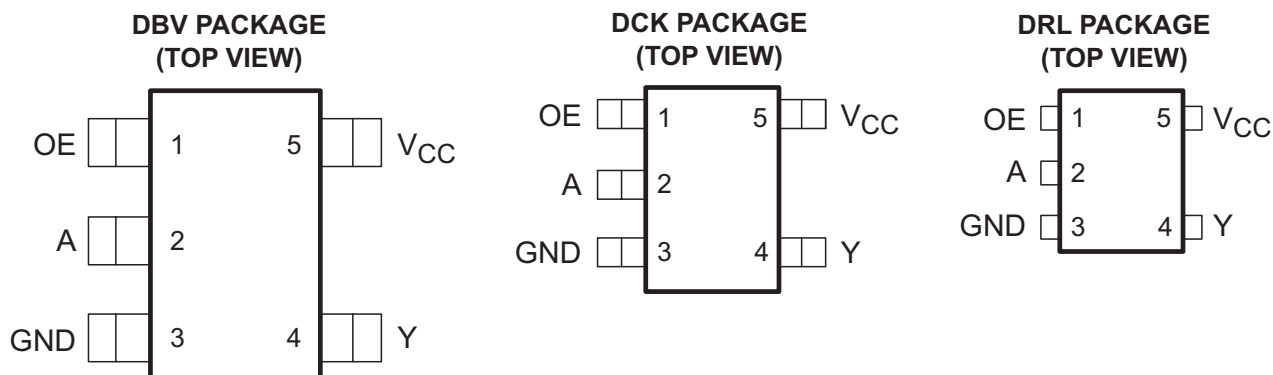 DBV PACKAGE
(TOP VIEW)
OE 1 5 VCC
A 2
GND 3 4 Y
DCK PACKAGE
(TOP VIEW)
OE 1 5 VCC
A 2
GND 3 4 Y
DRL PACKAGE
(TOP VIEW)
OE 1 5 VCC
A 2
GND 3 4 Y